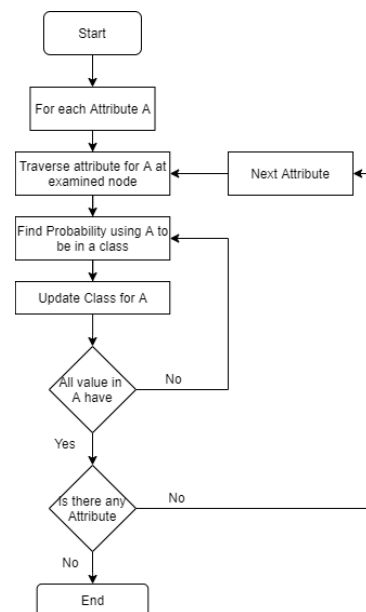 Start
For each Attribute A
Traverse attribute for A at
examined node
Next Attribute
Find Probability using A to
be in a class
Update Class for A
All value in
A have
No
Yes
Is there any
Attribute
No
No
End